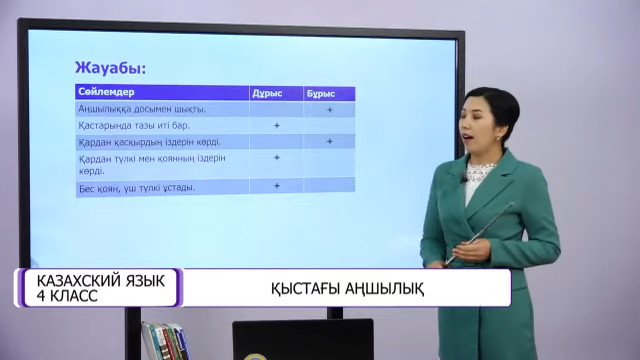 Жауабы:
Сөйлемдер Дұрыс Бұрыс
Аңшылыққа досымен шықты. +
Қастарында тазы иті бар. +
Қардан қасқырдың іздерін көрді. +
Қардан түлкі мен қоянның іздерін +
көрді.
Бес қоян, үш түлкі ұстады. +
КАЗАХСКИЙ ЯЗЫК
4 КЛАСС
ҚЫСТАҒЫ АҢШЫЛЫҚ